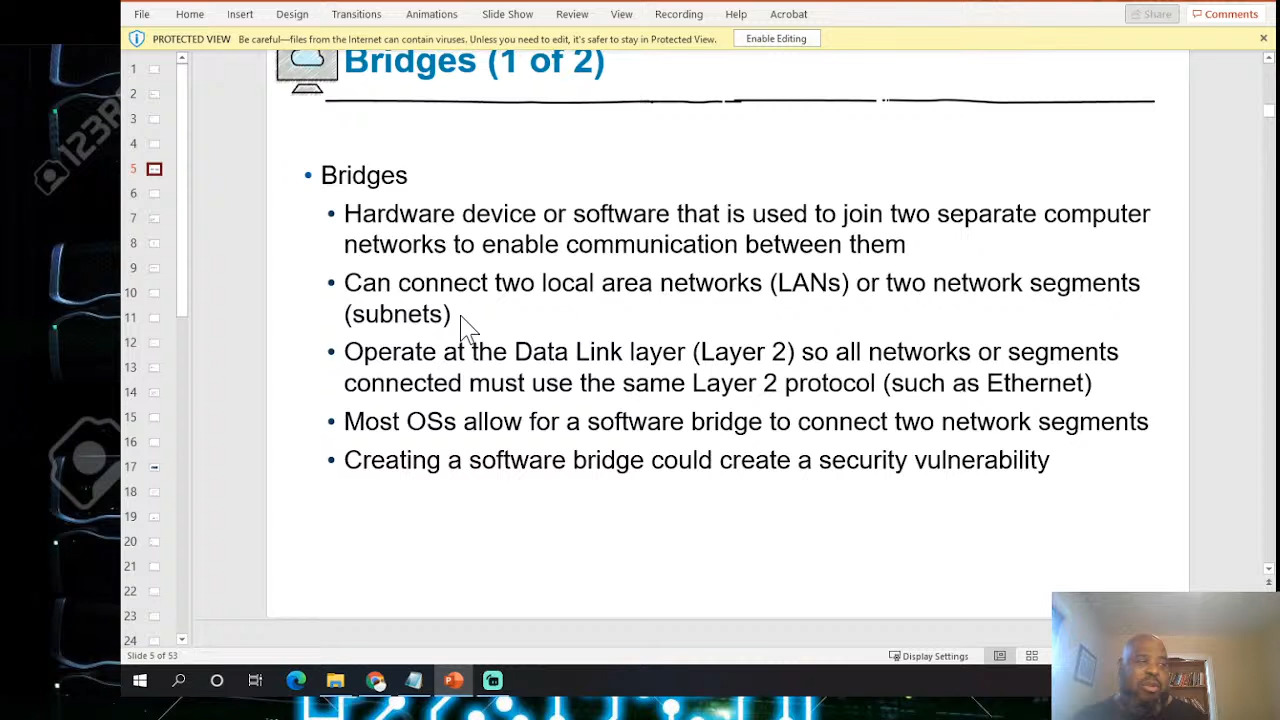 File Home Insert Design Transitions Animations Slide Show Review View Recording Help Acrobat Share Comments
PROTECTED VIEW Be careful—files from the Internet can contain viruses. Unless you need to edit, it's safer to stay in Protected View. Enable Editing
Bridges (1 of 2)
• Bridges
• Hardware device or software that is used to join two separate computer
networks to enable communication between them
• Can connect two local area networks (LANs) or two network segments
(subnets)
• Operate at the Data Link layer (Layer 2) so all networks or segments
connected must use the same Layer 2 protocol (such as Ethernet)
• Most OSs allow for a software bridge to connect two network segments
• Creating a software bridge could create a security vulnerability
1
2
3
4
5
6
7
8
9
10
11
12
13
14
15
16
17
18
19
20
21
22
23
24
Slide 5 of 53
Display Settings